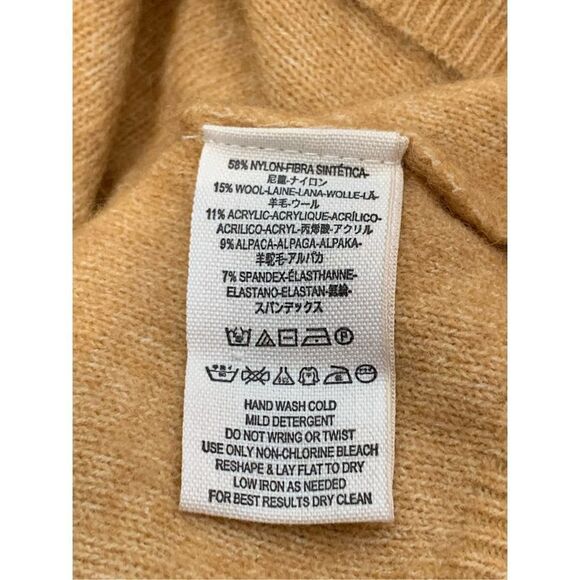 58% NYLON-FIBRA SINTÉTICA-
尼龍-ナイロン
15% WOOL-LAINE-LANA-WOLLE-LÃ-
羊毛-ウール
11% ACRYLIC-ACRYLIQUE-ACRÍLICO-
ACRILICO-ACRYL-丙烯酸-アクリル
9% ALPACA-ALPAGA-ALPAKA-
羊駝毛-アルパカ
7% SPANDEX-ÉLASTHANNE-
ELASTANO-ELASTAN-氨綸-
スパンデックス
HAND WASH COLD
MILD DETERGENT
DO NOT WRING OR TWIST
USE ONLY NON-CHLORINE BLEACH
RESHAPE & LAY FLAT TO DRY
LOW IRON AS NEEDED
FOR BEST RESULTS DRY CLEAN